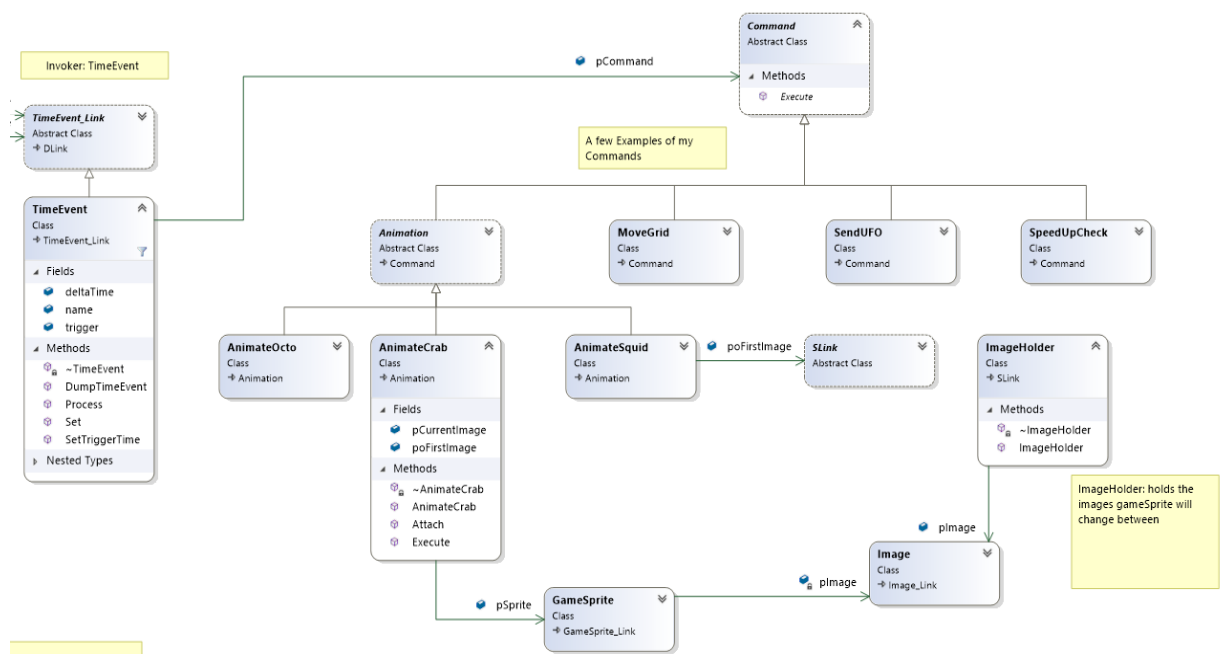 Command
Abstract Class
Methods
Execute
Invoker: TimeEvent
pCommand
TimeEvent_Link
Abstract Class
DLink
A few Examples of my
Commands
TimeEvent
Class
TimeEvent_Link
Fields
deltaTime
name
trigger
Methods
~TimeEvent
DumpTimeEvent
Process
Set
SetTriggerTime
Nested Types
Animation
Abstract Class
Command
MoveGrid
Class
Command
SendUFO
Class
Command
SpeedUpCheck
Class
Command
AnimateOcto
Class
Animation
AnimateCrab
Class
Animation
Fields
pCurrentImage
poFirstImage
Methods
~AnimateCrab
AnimateCrab
Attach
Execute
AnimateSquid
Class
Animation
poFirstImage
SLink
Abstract Class
ImageHolder
Class
SLink
Methods
~ImageHolder
ImageHolder
ImageHolder: holds the
images gameSprite will
change between
pImage
Image
Class
Image_Link
pSprite
GameSprite
Class
GameSprite_Link
pImage